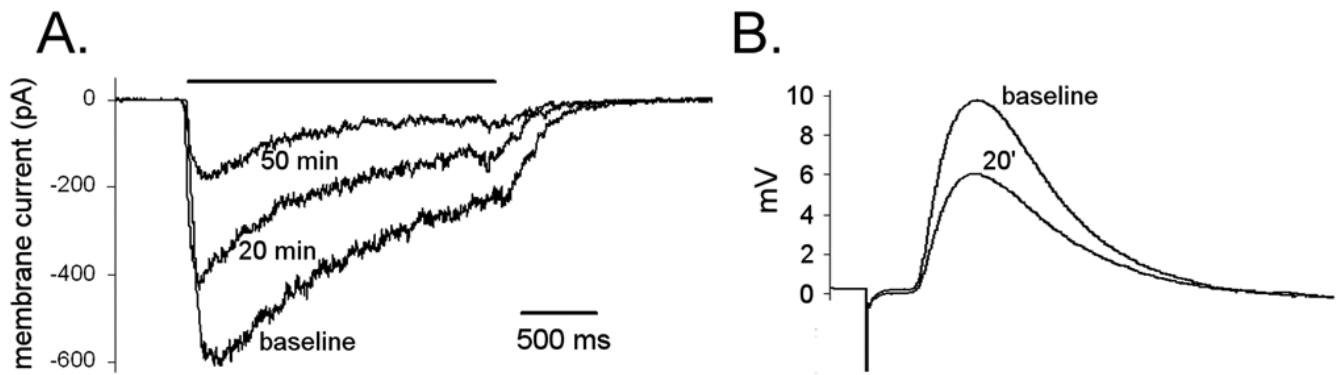 A.
membrane current (pA)
0
-200
-400
-600
50 min
20 min
baseline
500 ms
B.
mV
10
8
6
4
2
0
baseline
20'